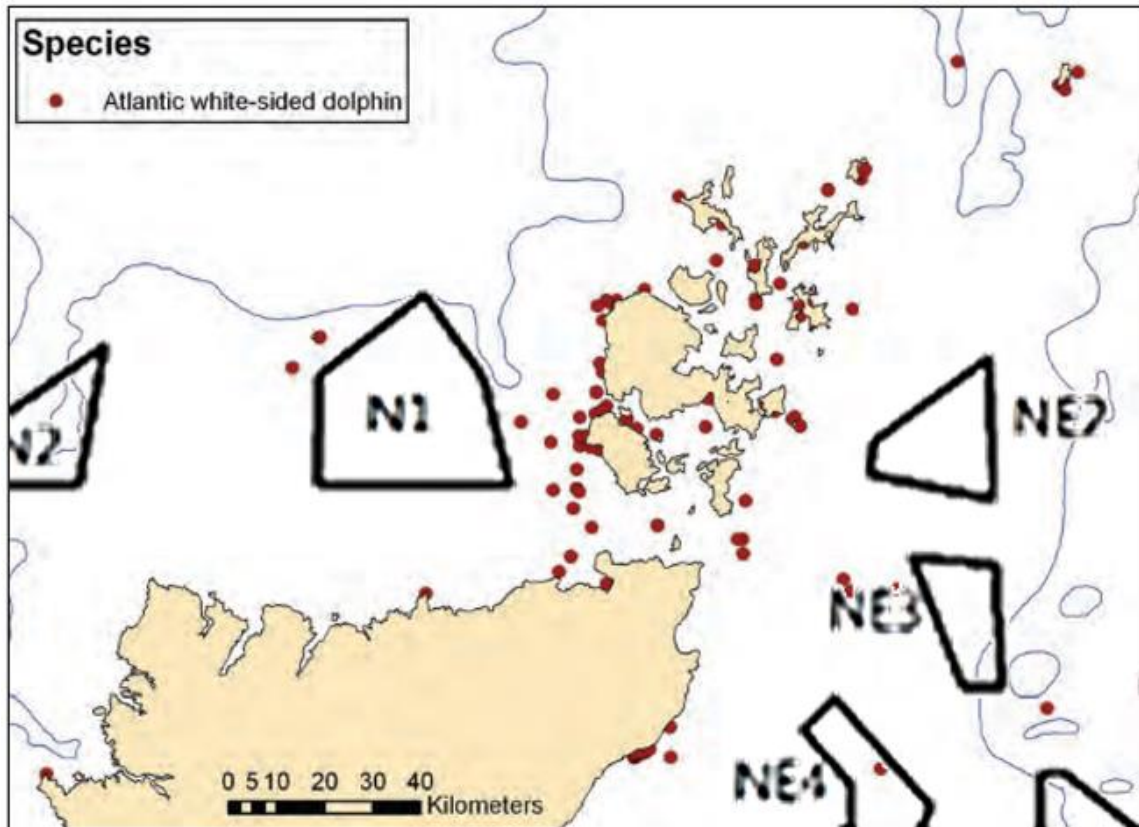 Species
Atlantic white-sided dolphin
N1
N2
NE2
NE3
NE4
0 5 10 20 30 40
Kilometers